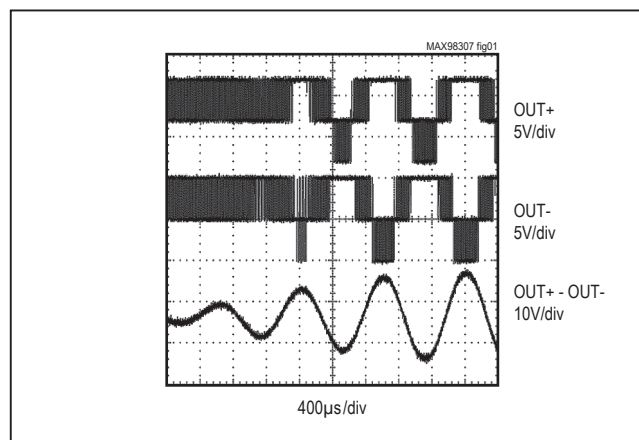 MAX98307 fig01
OUT+
5V/div
OUT-
5V/div
OUT+ - OUT-
10V/div
400µs/div